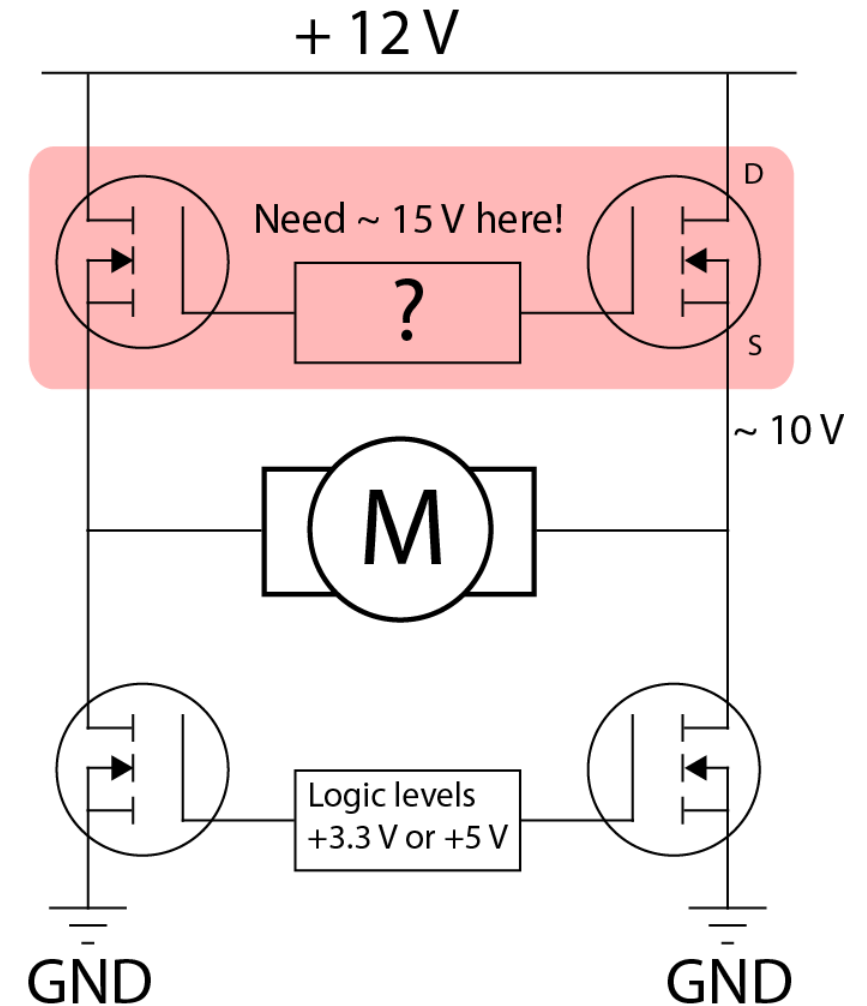 + 12 V
D
Need ~ 15 V here!
?
S
~ 10 V
M
Logic levels
+3.3 V or +5 V
GND
GND